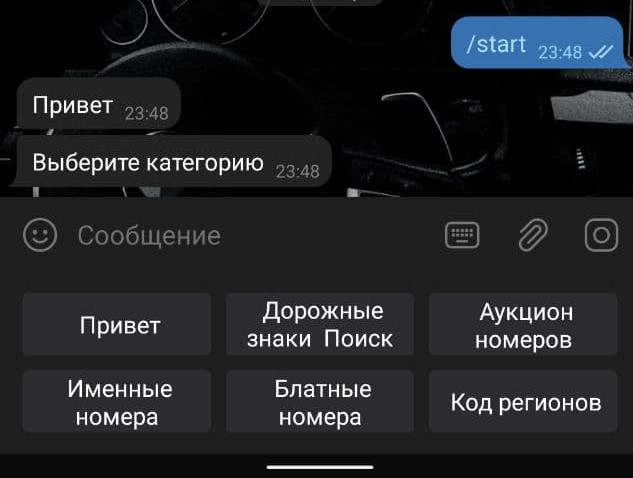 /start 23:48
Привет 23:48
Выберите категорию 23:48
Сообщение
Привет
Дорожные
знаки Поиск
Аукцион
номеров
Именные
номера
Блатные
номера
Код регионов